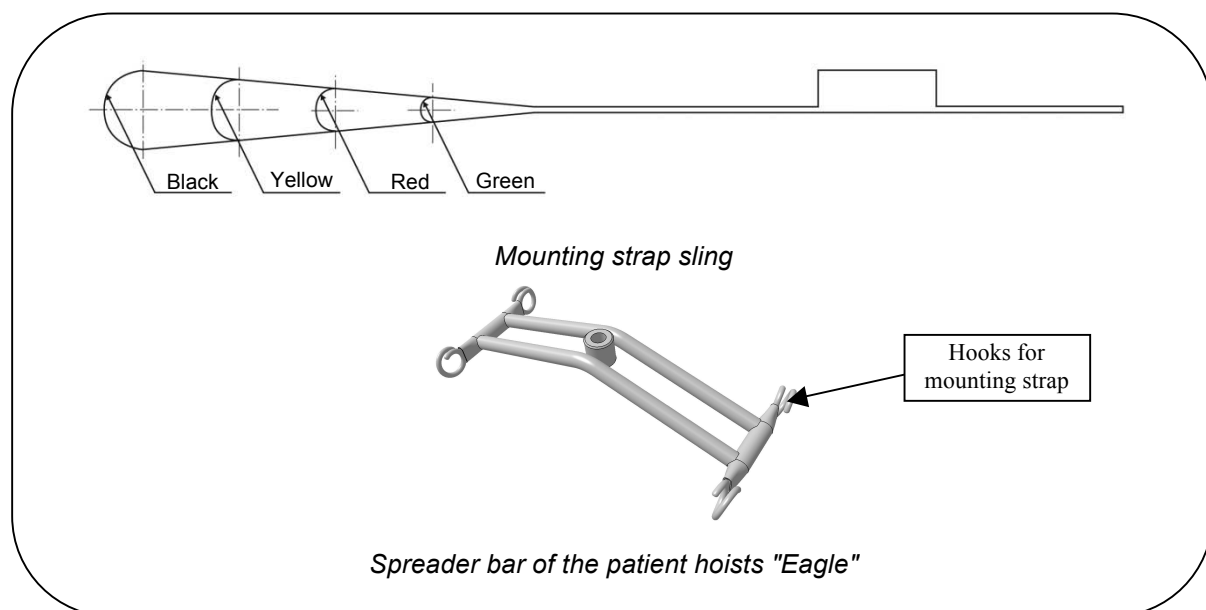 Black
Yellow
Red
Green
Mounting strap sling
Hooks for
mounting strap
Spreader bar of the patient hoists "Eagle"